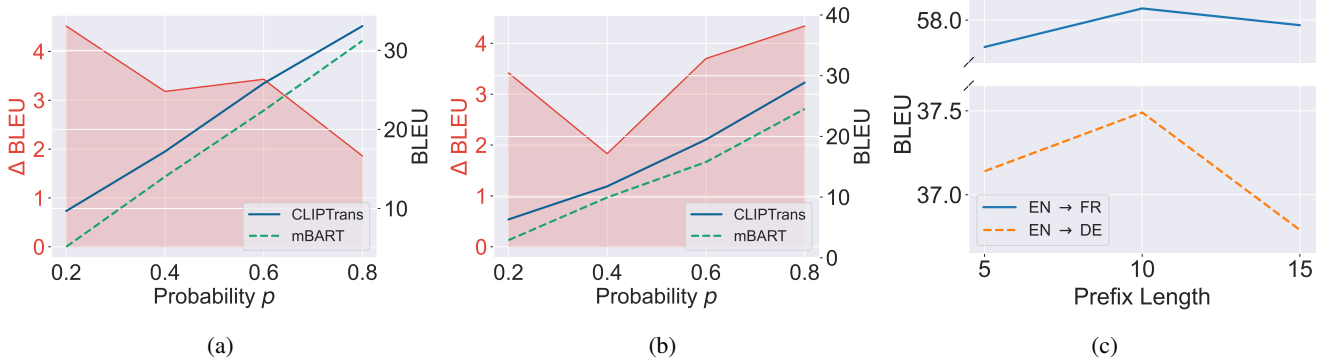 4
3
2
1
0
Δ BLEU
30
20
10
BLEU
CLIPTrans
mBART
0.2 0.4 0.6 0.8
Probability p
(a)
4
3
2
1
0
Δ BLEU
40
30
20
10
0
BLEU
CLIPTrans
mBART
0.2 0.4 0.6 0.8
Probability p
(b)
58.0
37.5
37.0
BLEU
EN → FR
EN → DE
5 10 15
Prefix Length
(c)